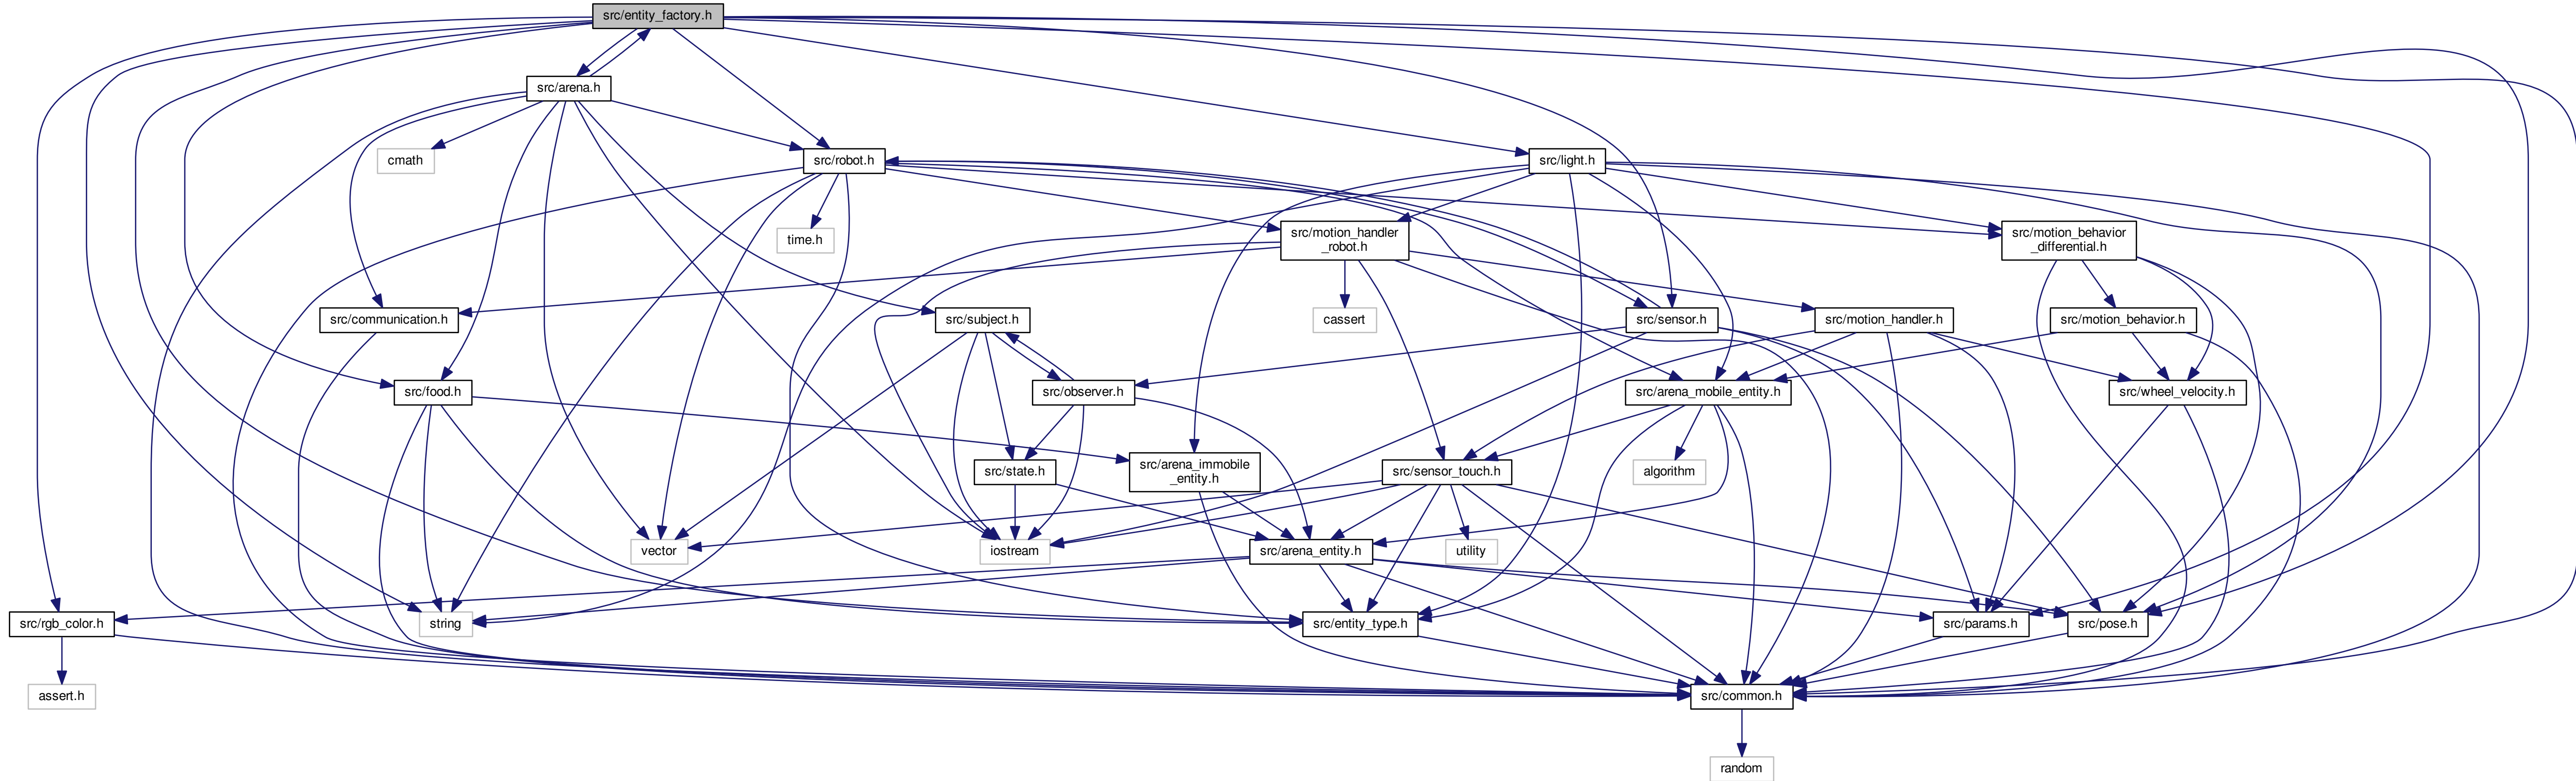 src/entity_factory.h
src/arena.h
cmath
src/robot.h
src/light.h
time.h
src/motion_handler
_robot.h
src/motion_behavior
_differential.h
src/communication.h
src/subject.h
cassert
src/sensor.h
src/motion_handler.h
src/motion_behavior.h
src/food.h
src/observer.h
src/arena_mobile_entity.h
src/wheel_velocity.h
src/state.h
src/arena_immobile
_entity.h
src/sensor_touch.h
algorithm
vector
iostream
src/arena_entity.h
utility
src/rgb_color.h
string
src/entity_type.h
src/params.h
src/pose.h
assert.h
src/common.h
random